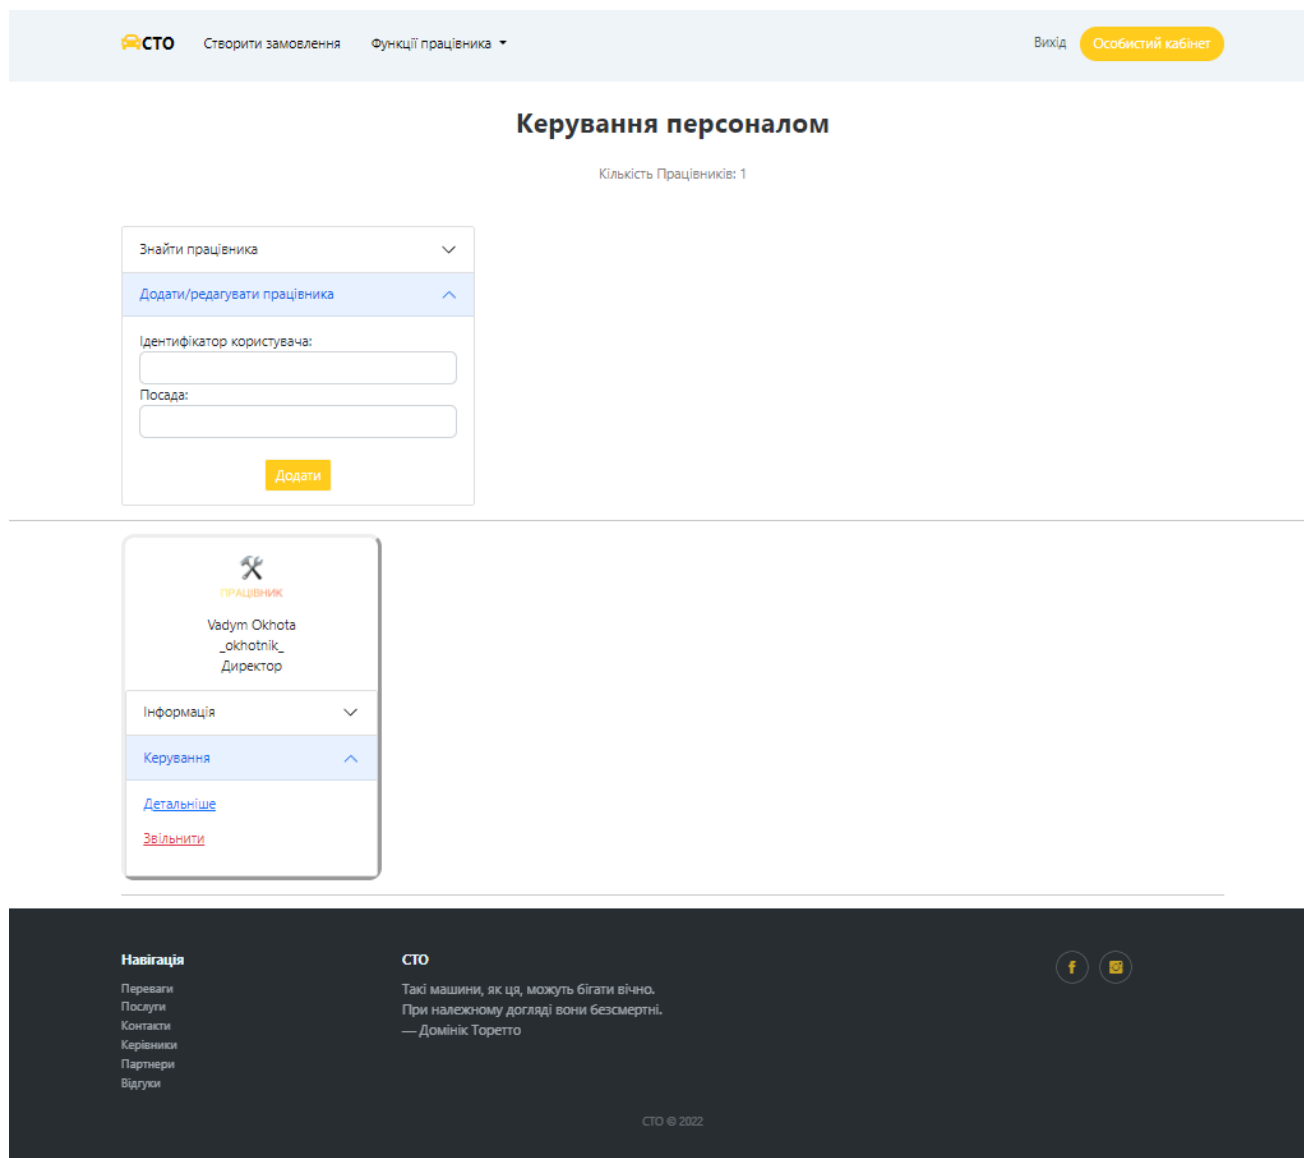 СТО Створити замовлення Функції працівника Вихід Особистий кабінет
Керування персоналом
Кількість Працівників: 1
Знайти працівника
Додати/редагувати працівника
Ідентифікатор користувача:
Посада:
Додати
ПРАЦІВНИК
Vadym Okhota
_okhotnik_
Директор
Інформація
Керування
Детальніше
Звільнити
Навігація
Переваги
Послуги
Контакти
Керівники
Партнери
Відгуки
СТО
Такі машини, як ця, можуть бігати вічно.
При належному догляді вони безсмертні.
— Домінік Торетто
СТО © 2022